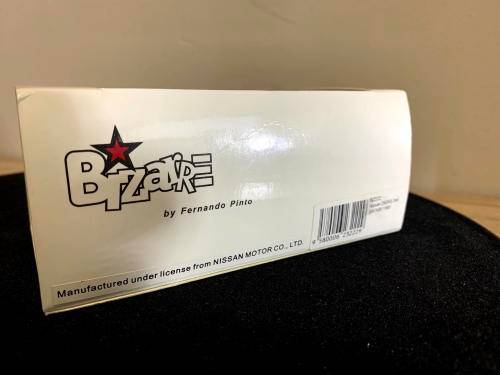 BizarRE
by Fernando Pinto
Manufactured under license from NISSAN MOTOR CO., LTD.